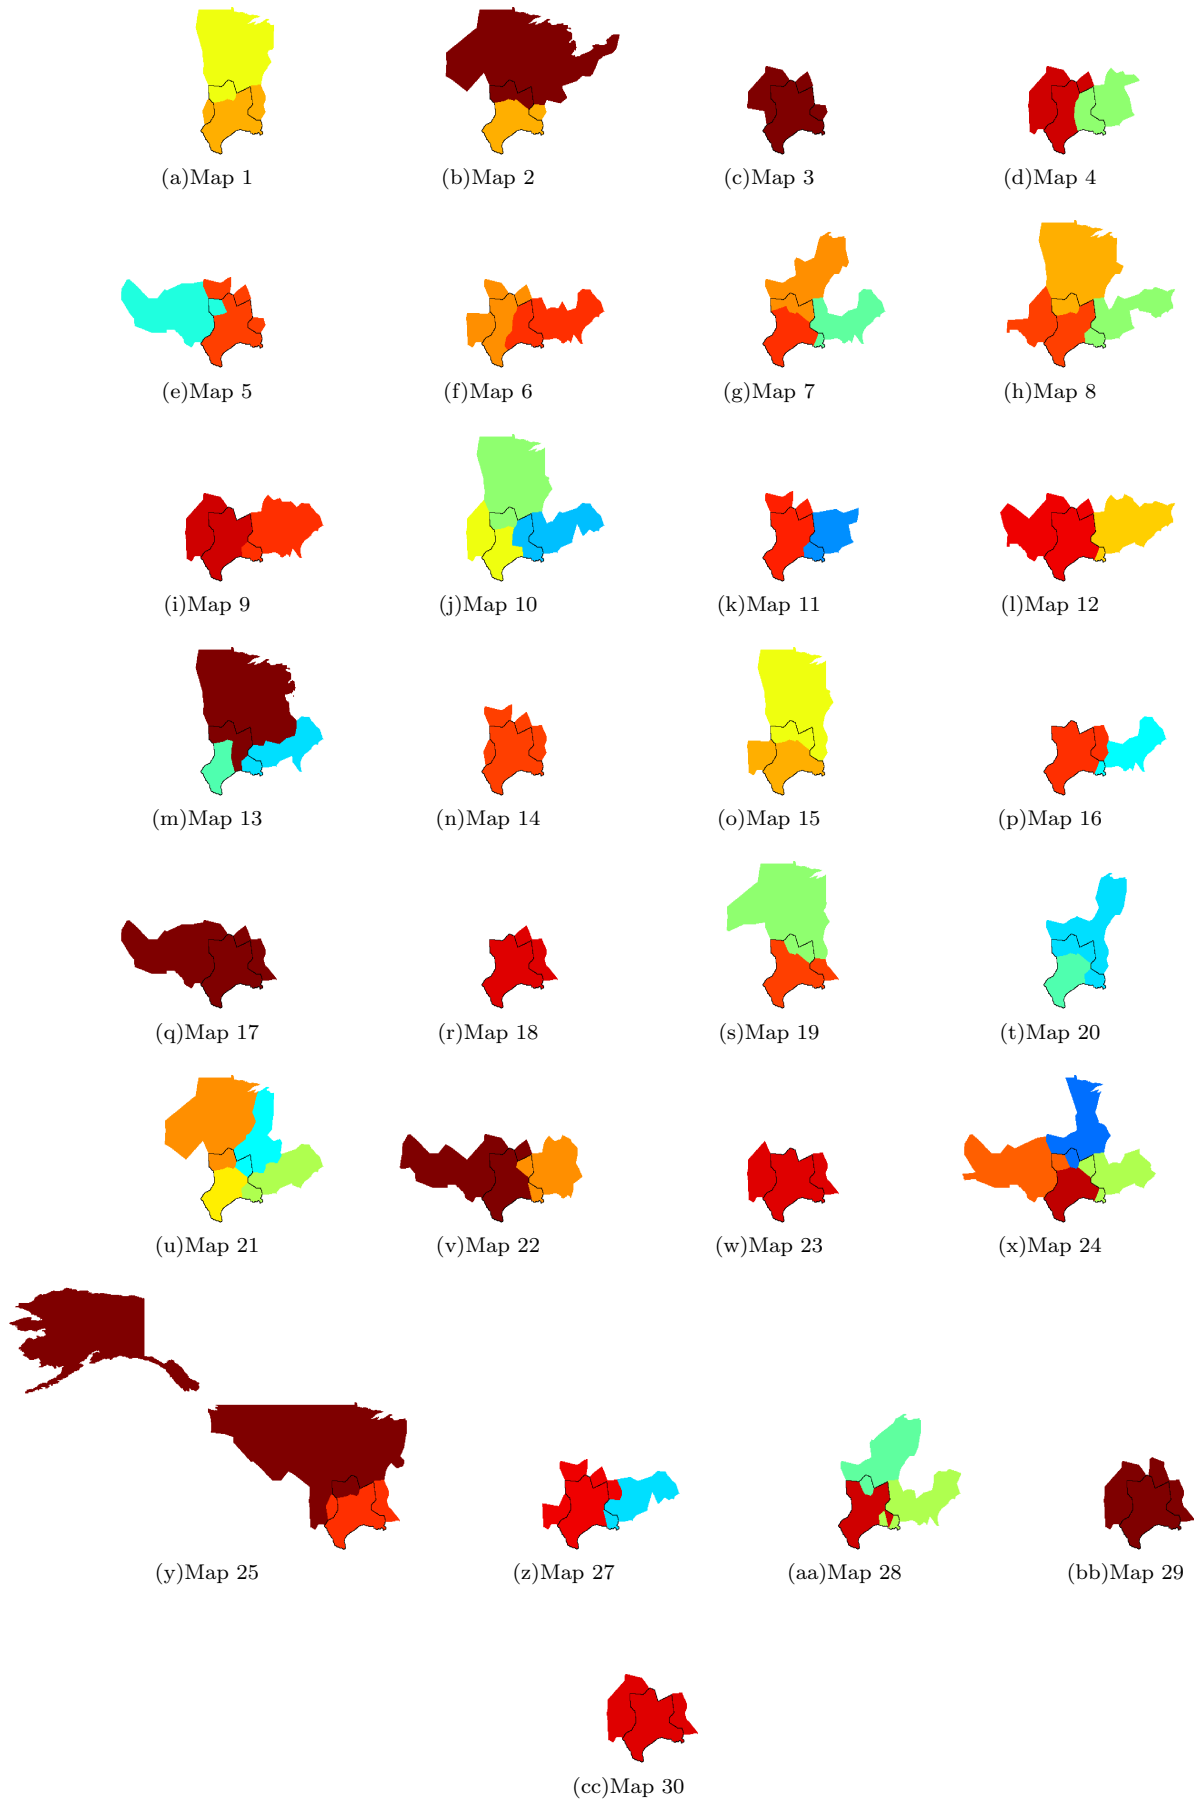 (a)Map 1 (b)Map 2 (c)Map 3 (d)Map 4
(e)Map 5 (f)Map 6 (g)Map 7 (h)Map 8
(i)Map 9 (j)Map 10 (k)Map 11 (l)Map 12
(m)Map 13 (n)Map 14 (o)Map 15 (p)Map 16
(q)Map 17 (r)Map 18 (s)Map 19 (t)Map 20
(u)Map 21 (v)Map 22 (w)Map 23 (x)Map 24
(y)Map 25 (z)Map 27 (aa)Map 28 (bb)Map 29
(cc)Map 30